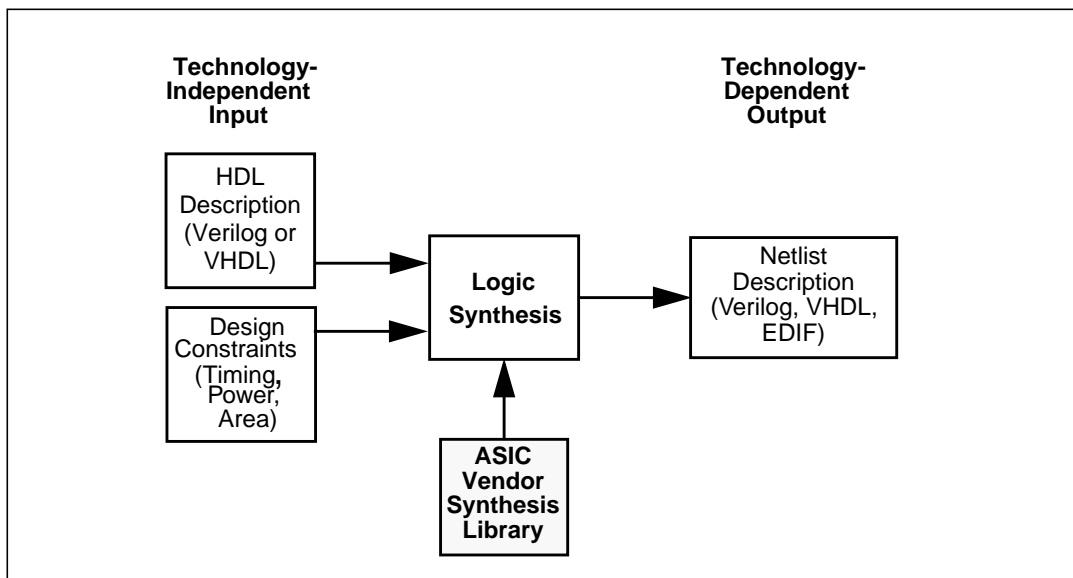 Technology-
Independent
Input
Technology-
Dependent
Output
HDL
Description
(Verilog or
VHDL)
Design
Constraints
(Timing,
Power,
Area)
Logic
Synthesis
Netlist
Description
(Verilog, VHDL,
EDIF)
ASIC
Vendor
Synthesis
Library